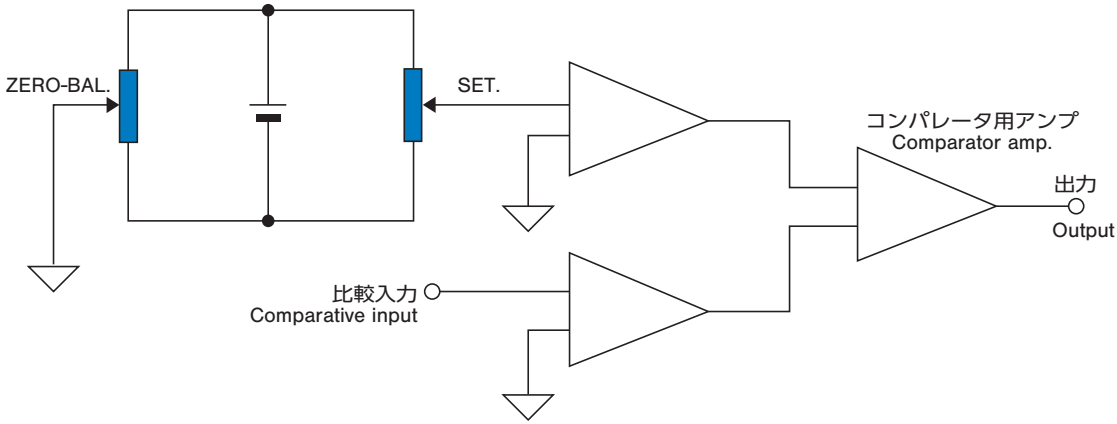 ZERO-BAL.
SET.
コンパレータ用アンプ
Comparator amp.
出力
Output
比較入力
Comparative input